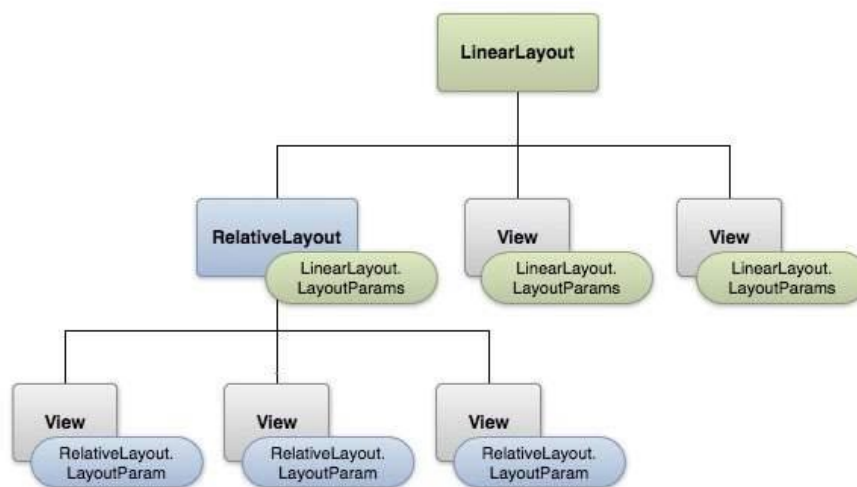 LinearLayout
RelativeLayout
LinearLayout.
LayoutParams
View
LinearLayout.
LayoutParams
View
LinearLayout.
LayoutParams
View
RelativeLayout.
LayoutParam
View
RelativeLayout.
LayoutParam
View
RelativeLayout.
LayoutParam